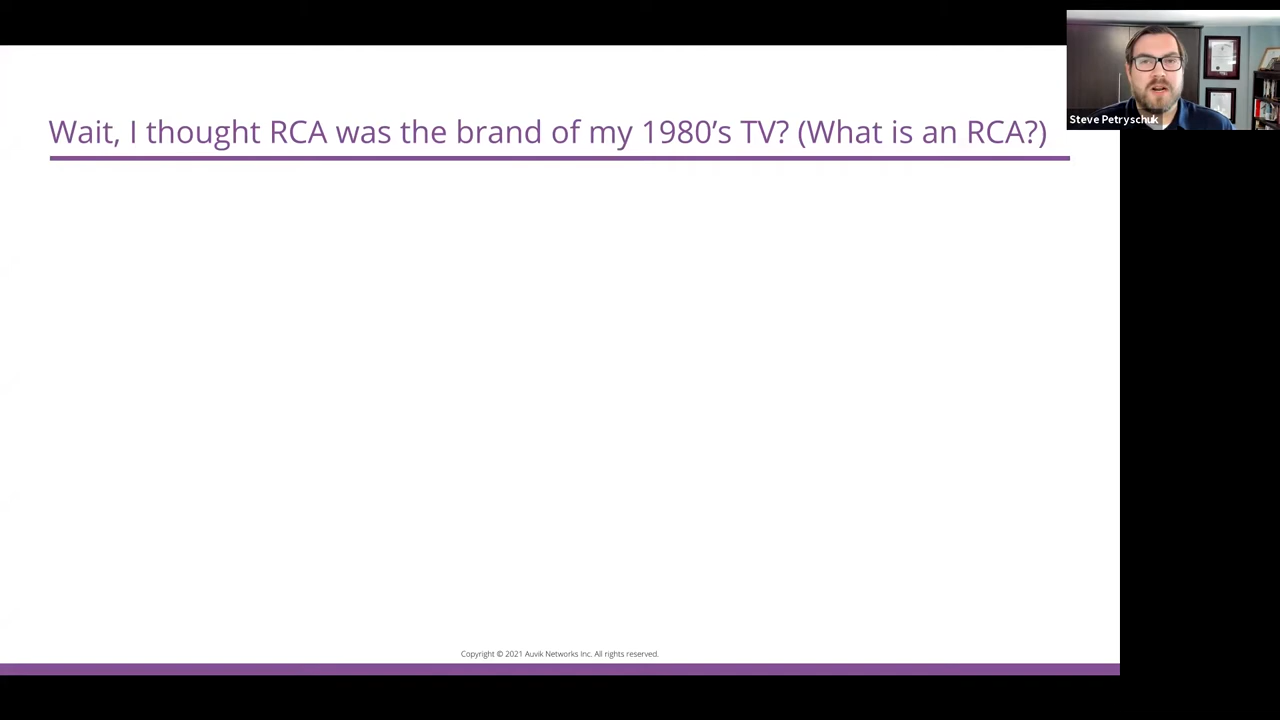 Wait, I thought RCA was the brand of my 1980’s TV? (What is an RCA?)
Steve Petryschuk
Copyright © 2021 Auvik Networks Inc. All rights reserved.